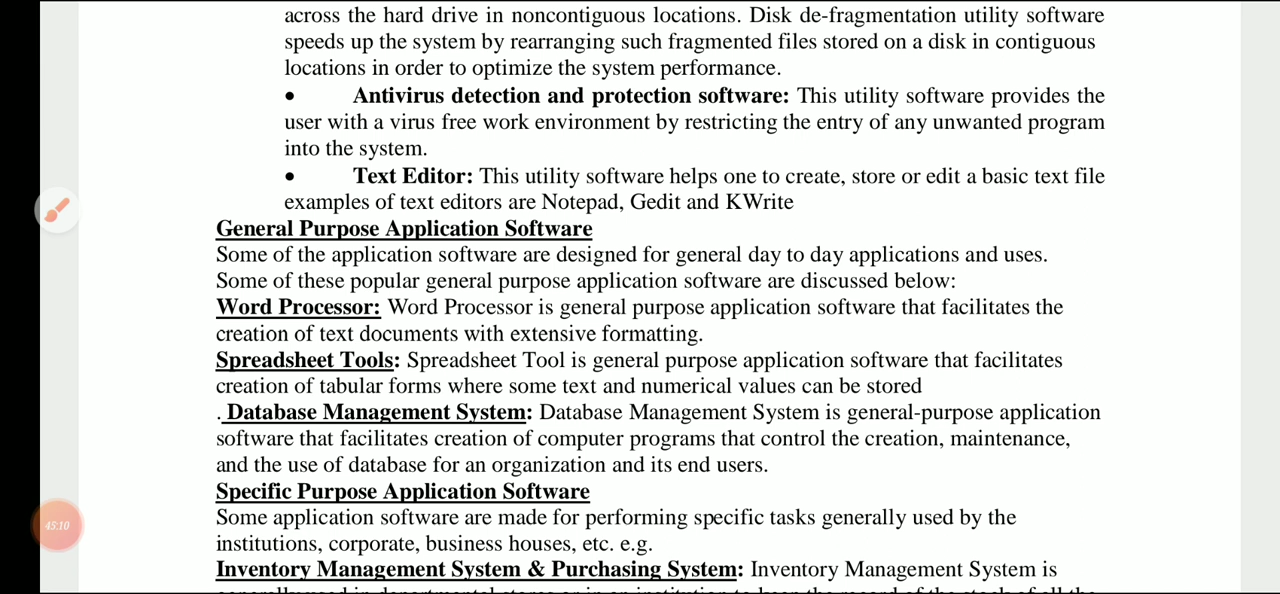 across the hard drive in noncontiguous locations. Disk de-fragmentation utility software
speeds up the system by rearranging such fragmented files stored on a disk in contiguous
locations in order to optimize the system performance.
• Antivirus detection and protection software: This utility software provides the
user with a virus free work environment by restricting the entry of any unwanted program
into the system.
• Text Editor: This utility software helps one to create, store or edit a basic text file
examples of text editors are Notepad, Gedit and KWrite
General Purpose Application Software
Some of the application software are designed for general day to day applications and uses.
Some of these popular general purpose application software are discussed below:
Word Processor: Word Processor is general purpose application software that facilitates the
creation of text documents with extensive formatting.
Spreadsheet Tools: Spreadsheet Tool is general purpose application software that facilitates
creation of tabular forms where some text and numerical values can be stored
. Database Management System: Database Management System is general-purpose application
software that facilitates creation of computer programs that control the creation, maintenance,
and the use of database for an organization and its end users.
Specific Purpose Application Software
Some application software are made for performing specific tasks generally used by the
institutions, corporate, business houses, etc. e.g.
45:10
Inventory Management System & Purchasing System: Inventory Management System is